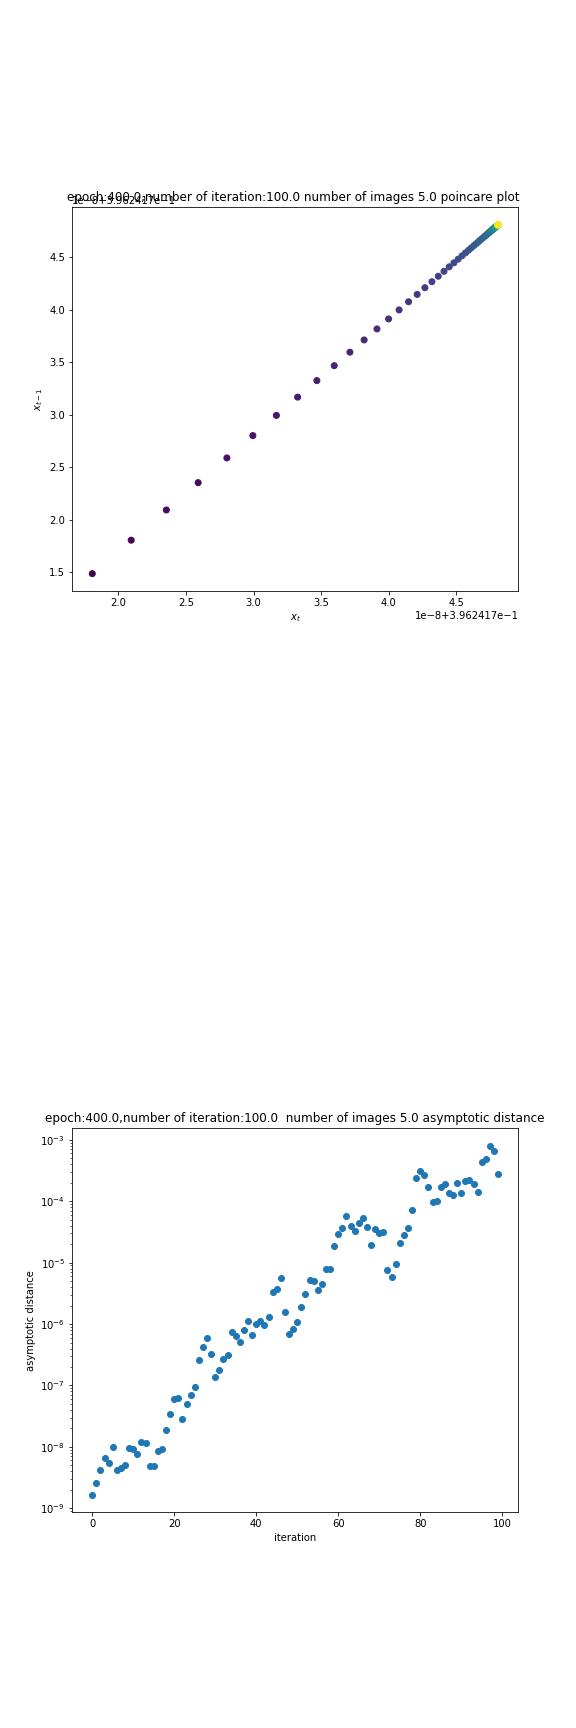 epoch:400.0,number of iteration:100.0 number of images 5.0 poincare plot
1e−8+3.962417e−1
4.5
4.0
3.5
3.0
2.5
2.0
1.5
x_{t−1}
2.0 2.5 3.0 3.5 4.0 4.5
x_t
1e−8+3.962417e−1
epoch:400.0,number of iteration:100.0  number of images 5.0 asymptotic distance
10^{−3}
10^{−4}
10^{−5}
10^{−6}
10^{−7}
10^{−8}
10^{−9}
asymptotic distance
0 20 40 60 80 100
iteration